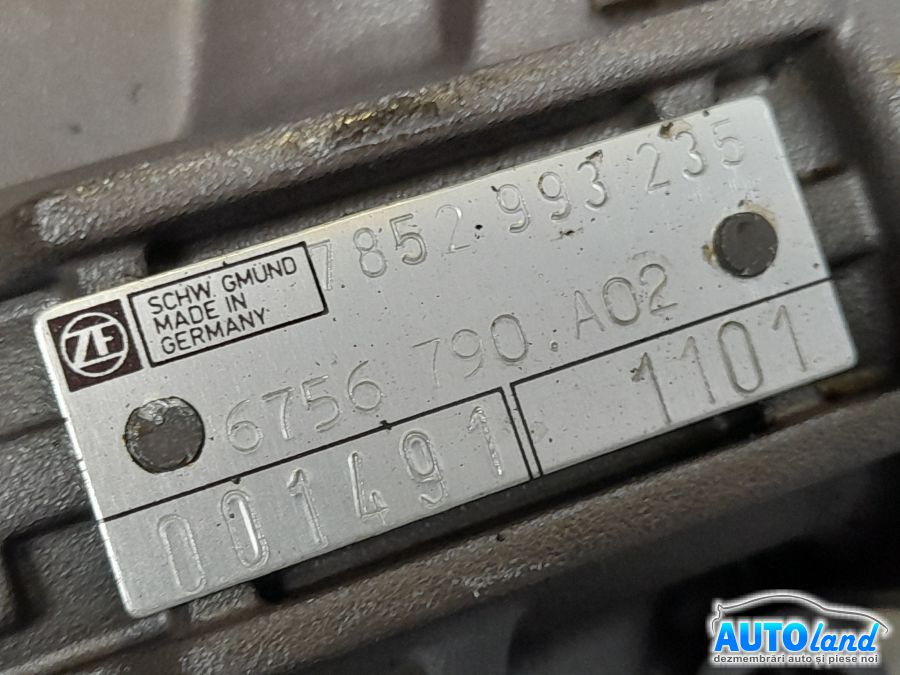 7852 993 235
ZF
SCHW GMÜND
MADE IN
GERMANY
6756 790.A02
001491 1101
AUTOland
dezmembrări auto și piese noi